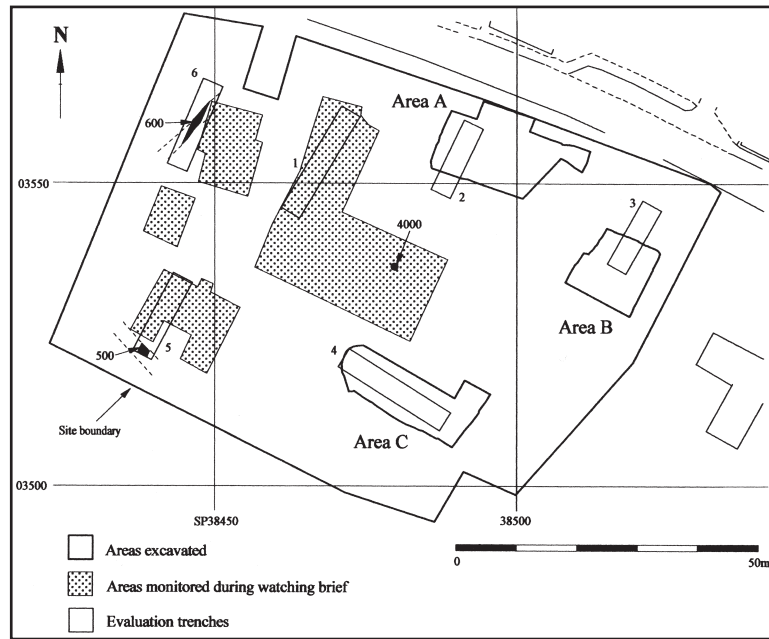 N
6
Area A
600
1
03550
2
3
4000
Area B
500
5
4
Site boundary
Area C
03500
SP38450
38500
Areas excavated
Areas monitored during watching brief
Evaluation trenches
0
50m